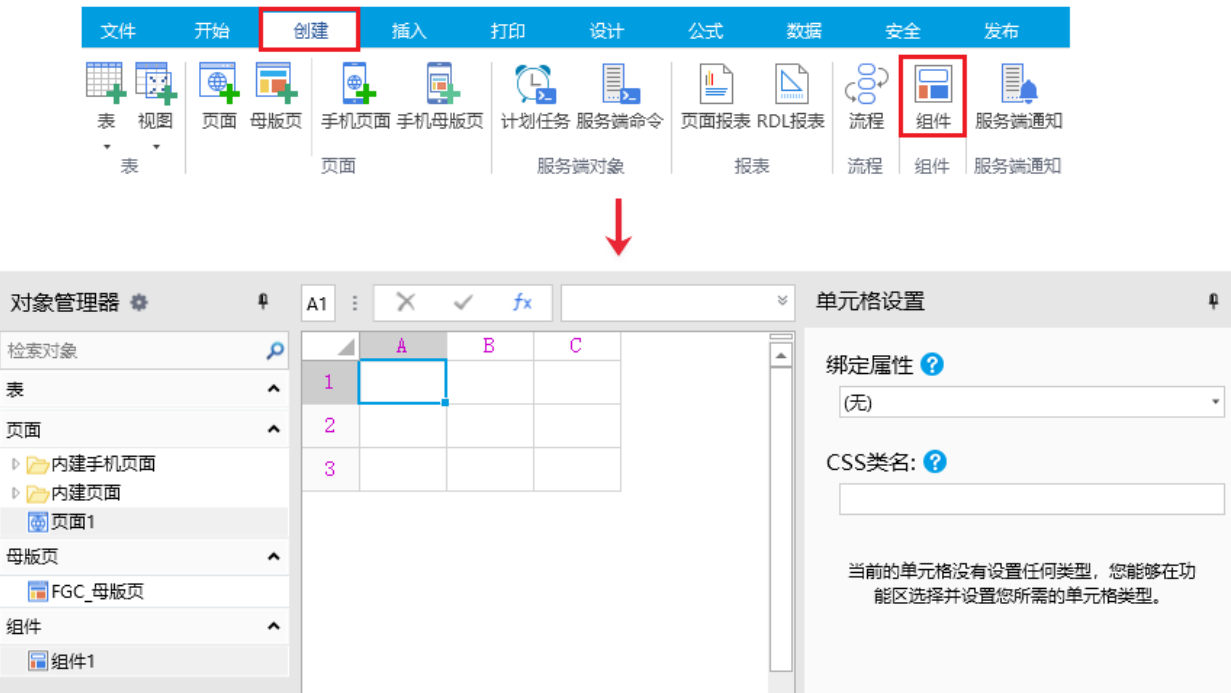 文件 开始 创建 插入 打印 设计 公式 数据 安全 发布
表 视图 页面 母版页 手机页面 手机母版页 计划任务 服务端命令 页面报表 RDL报表 流程 组件 服务端通知
表 页面 服务端对象 报表 流程 组件 服务端通知
对象管理器 A1 fx 单元格设置
检索对象
A B C
绑定属性
表
1
(无)
页面
2
内建手机页面
CSS类名:
3
内建页面
页面1
母版页
当前的单元格没有设置任何类型，您能够在功
FGC_母版页
能区选择并设置您所需的单元格类型。
组件
组件1